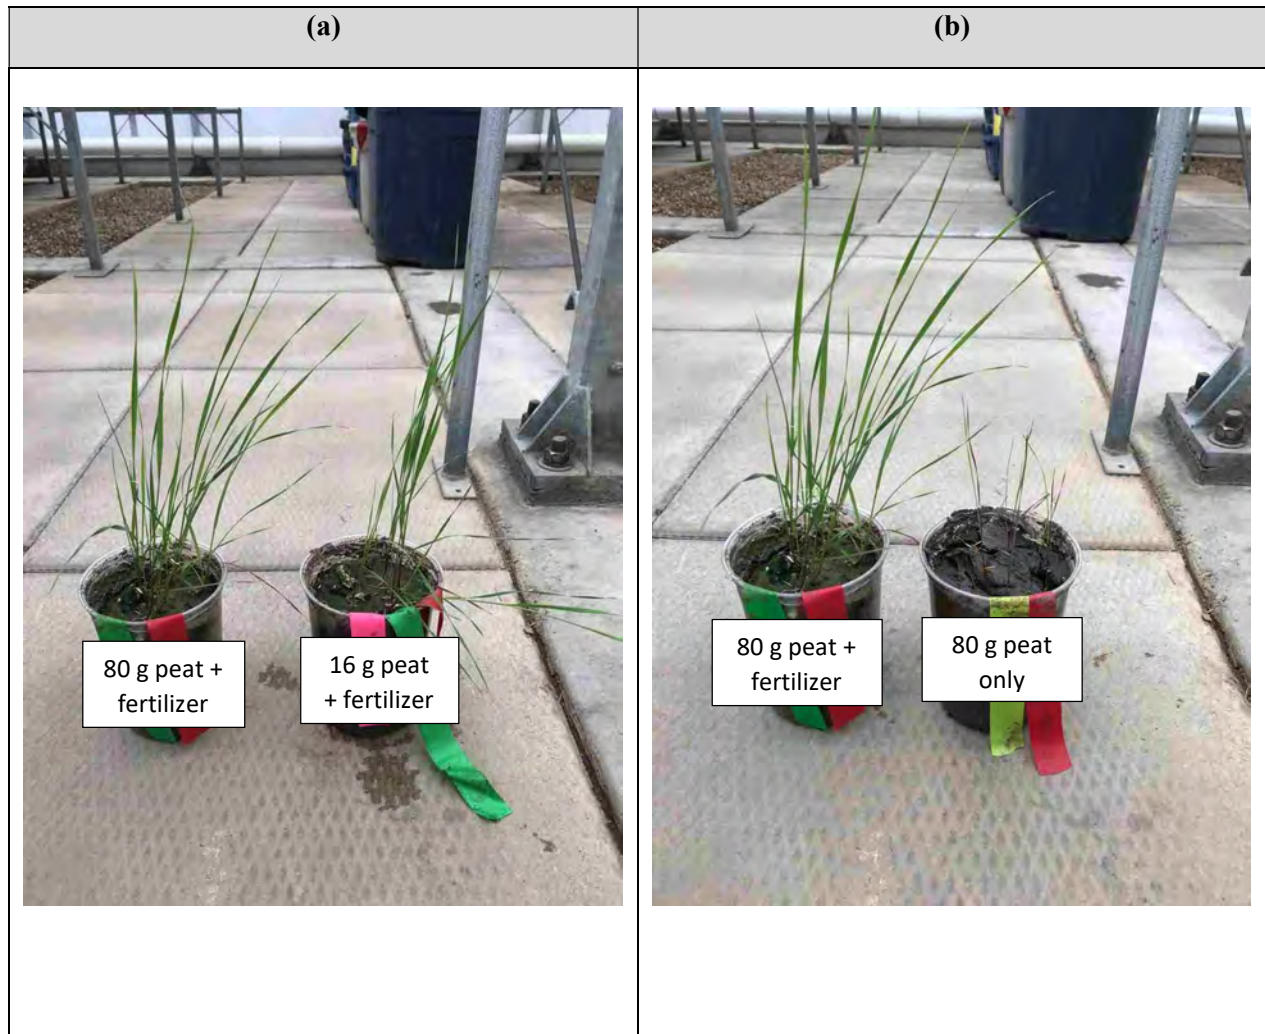 (a)
(b)
80 g peat +
fertilizer
16 g peat
+ fertilizer
80 g peat +
fertilizer
80 g peat
only